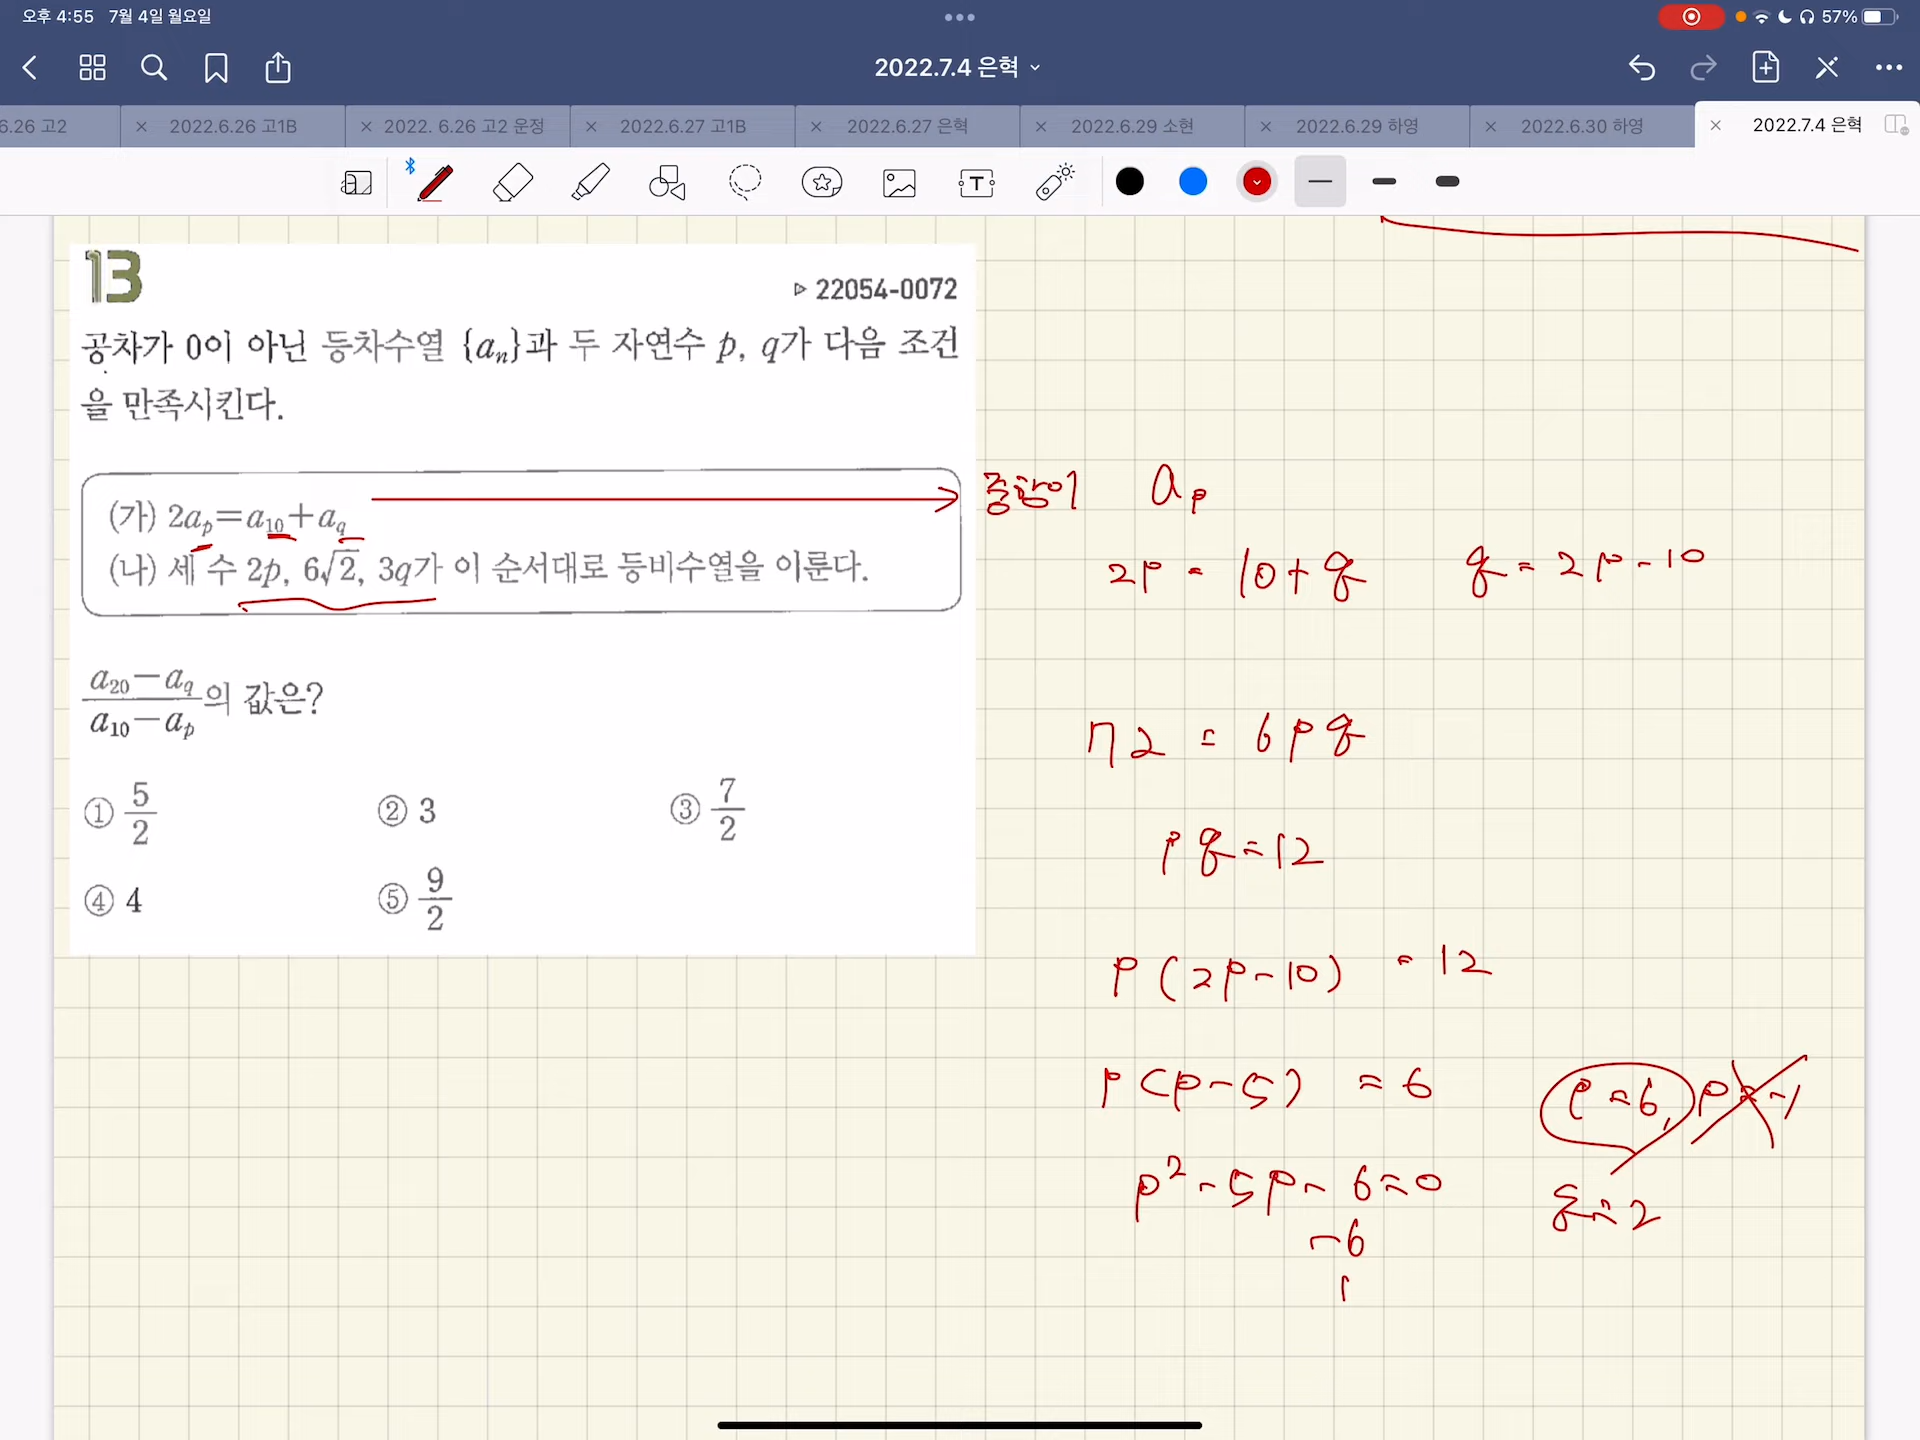 오후 4:55 7월 4일 월요일
57%
2022.7.4 은혁
6.26 고2
2022.6.26 고1B
2022. 6.26 고2 운정
2022.6.27 고1B
2022.6.27 은혁
2022.6.29 소현
2022.6.29 하영
2022.6.30 하영
2022.7.4 은혁
13
▷ 22054-0072
공차가 0이 아닌 등차수열 {aₙ}과 두 자연수 p, q가 다음 조건
을 만족시킨다.
(가) 2aₚ=a₁₀+a_q
(나) 세 수 2p, 6√2, 3q가 이 순서대로 등비수열을 이룬다.
(a₂₀−a_q)/(a₁₀−aₚ)의 값은?
① 5/2 ② 3 ③ 7/2
④ 4 ⑤ 9/2
중항이 aₚ
2p = 10+q q = 2p-10
72 = 6pq
pq=12
p(2p-10) = 12
p(p-5) = 6
p=6, p=-1
p²-5p-6=0
q=2
-6
1